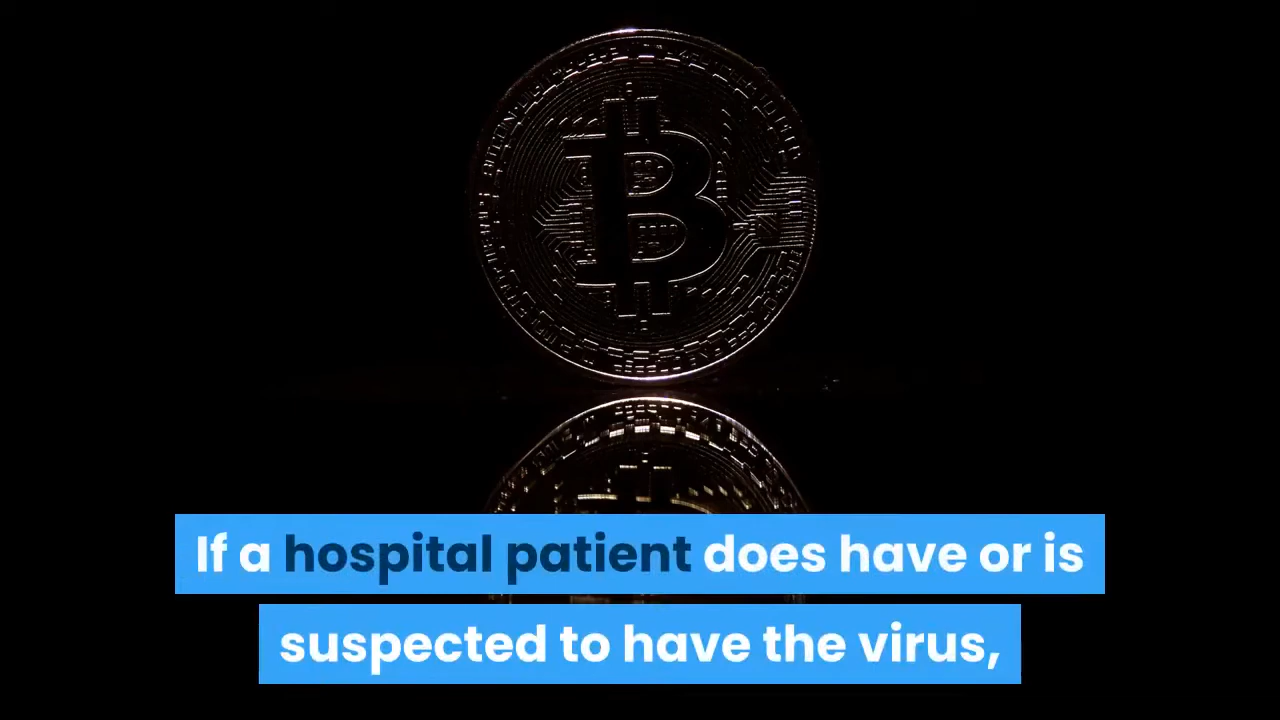 If a hospital patient does have or is
suspected to have the virus,